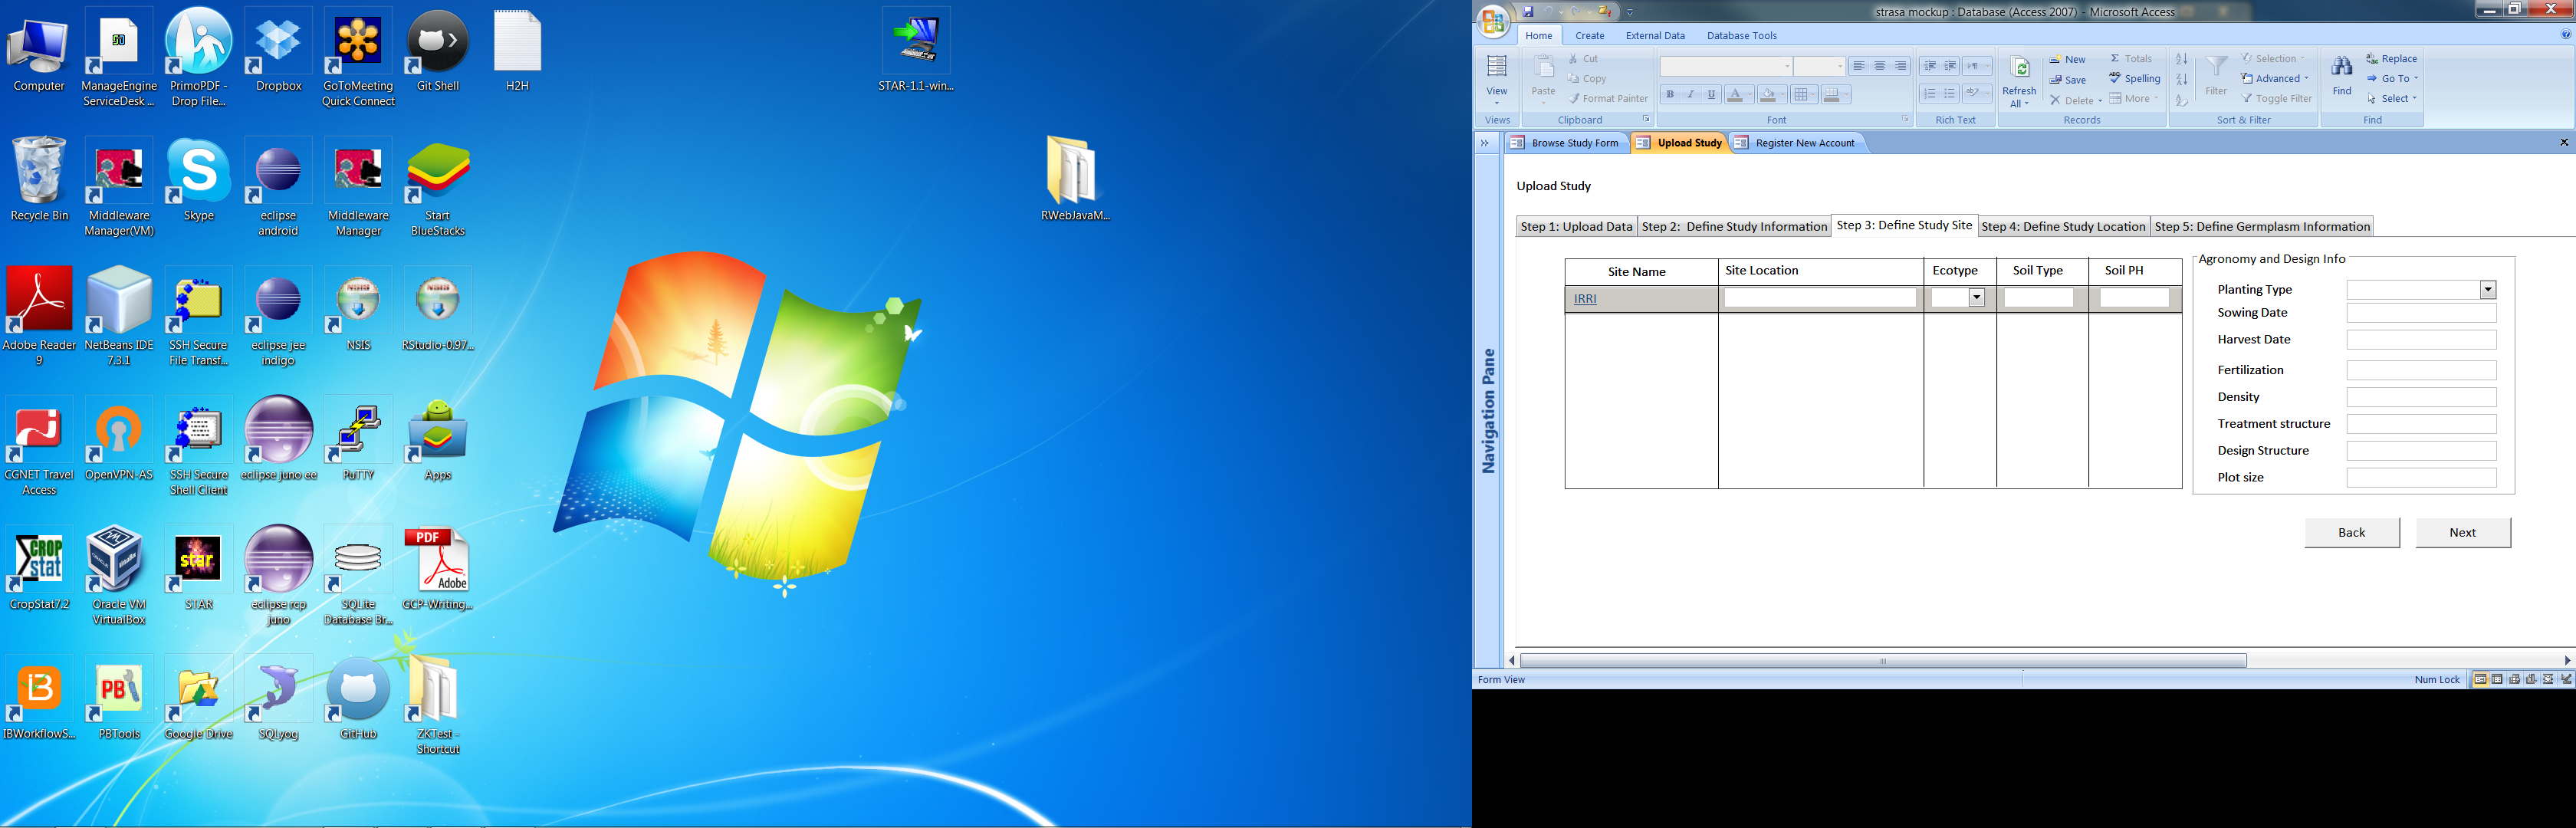 Computer
ManageEngine
ServiceDesk ...
PrimoPDF -
Drop File...
Dropbox
GoToMeeting
Quick Connect
Git Shell
H2H
STAR-1.1-win...
Recycle Bin
Middleware
Manager(VM)
Skype
eclipse
android
Middleware
Manager
Start
BlueStacks
RWebJavaM...
Adobe Reader
9
NetBeans IDE
7.3.1
SSH Secure
File Transf...
eclipse jee
indigo
NSIS
NSIS
NSIS
RStudio-0.97...
CGNET Travel
Access
OpenVPN-AS
SSH Secure
Shell Client
eclipse juno ee
PuTTY
Apps
CROP
stat
CropStat7.2
Oracle VM
VirtualBox
star
STAR
eclipse rcp
juno
SQLite
Database Br...
PDF
Adobe
GCP-Writing...
IB
IBWorkflowS...
PB
PBTools
Google Drive
SQLyog
GitHub
ZKTest -
Shortcut
strasa mockup : Database (Access 2007) - Microsoft Access
Home Create External Data Database Tools
View
Views
Paste
Cut
Copy
Format Painter
Clipboard
B I U
Font
Rich Text
Refresh
All
New
Save
Delete
Totals
Spelling
More
Records
Filter
Selection
Advanced
Toggle Filter
Sort & Filter
Find
Replace
Go To
Select
Find
Browse Study Form Upload Study Register New Account
Navigation Pane
Upload Study
Step 1: Upload Data Step 2: Define Study Information Step 3: Define Study Site Step 4: Define Study Location Step 5: Define Germplasm Information
Site Name Site Location Ecotype Soil Type Soil PH
IRRI
Agronomy and Design Info
Planting Type
Sowing Date
Harvest Date
Fertilization
Density
Treatment structure
Design Structure
Plot size
Back Next
Form View Num Lock